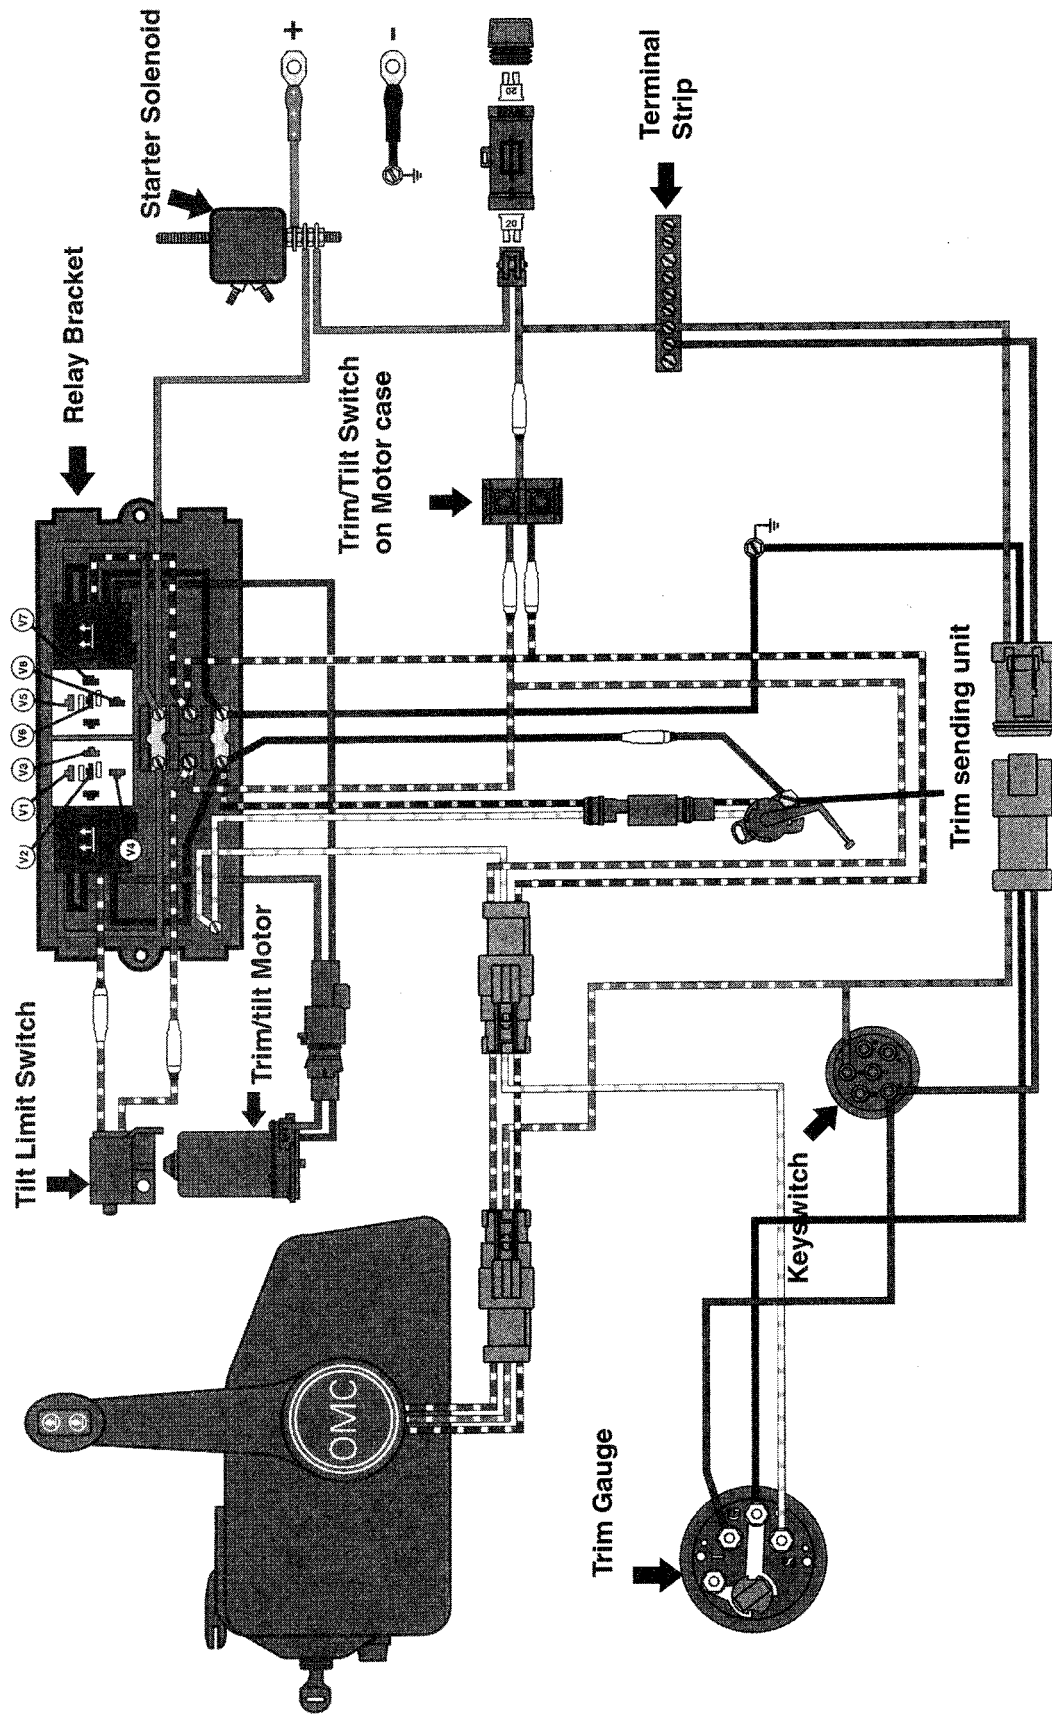 Starter Solenoid
+
-
20
20
Terminal
Strip
Relay Bracket
Trim/Tilt Switch
on Motor case
V7
V8
V5
V6
V3
V1
V2
V4
Trim sending unit
Tilt Limit Switch
Trim/tilt Motor
Keyswitch
OMC
Trim Gauge